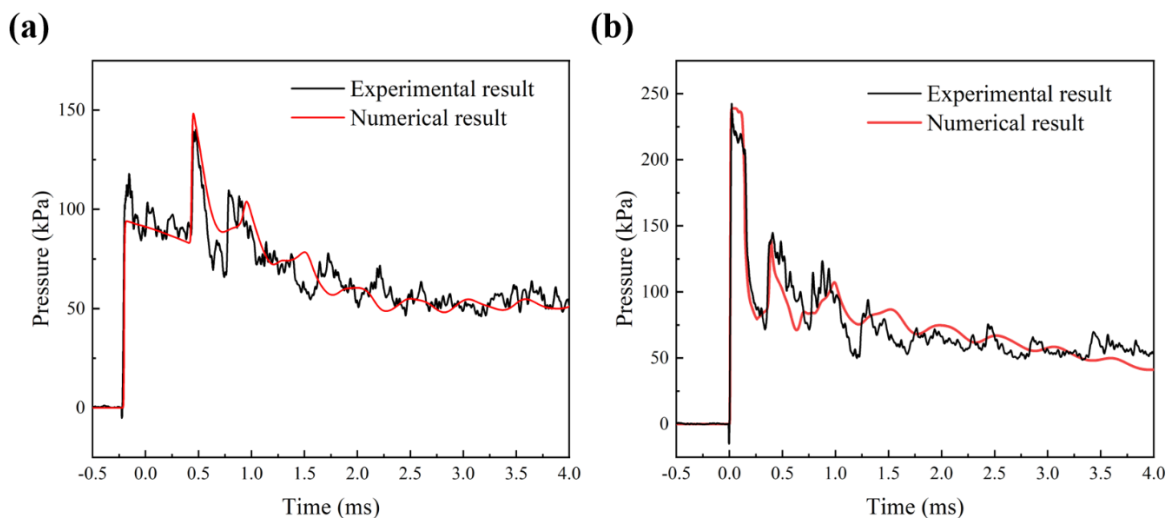 (a)
Experimental result
Numerical result
150
100
50
0
Pressure (kPa)
-0.5 0.0 0.5 1.0 1.5 2.0 2.5 3.0 3.5 4.0
Time (ms)
(b)
Experimental result
Numerical result
250
200
150
100
50
0
Pressure (kPa)
-0.5 0.0 0.5 1.0 1.5 2.0 2.5 3.0 3.5 4.0
Time (ms)